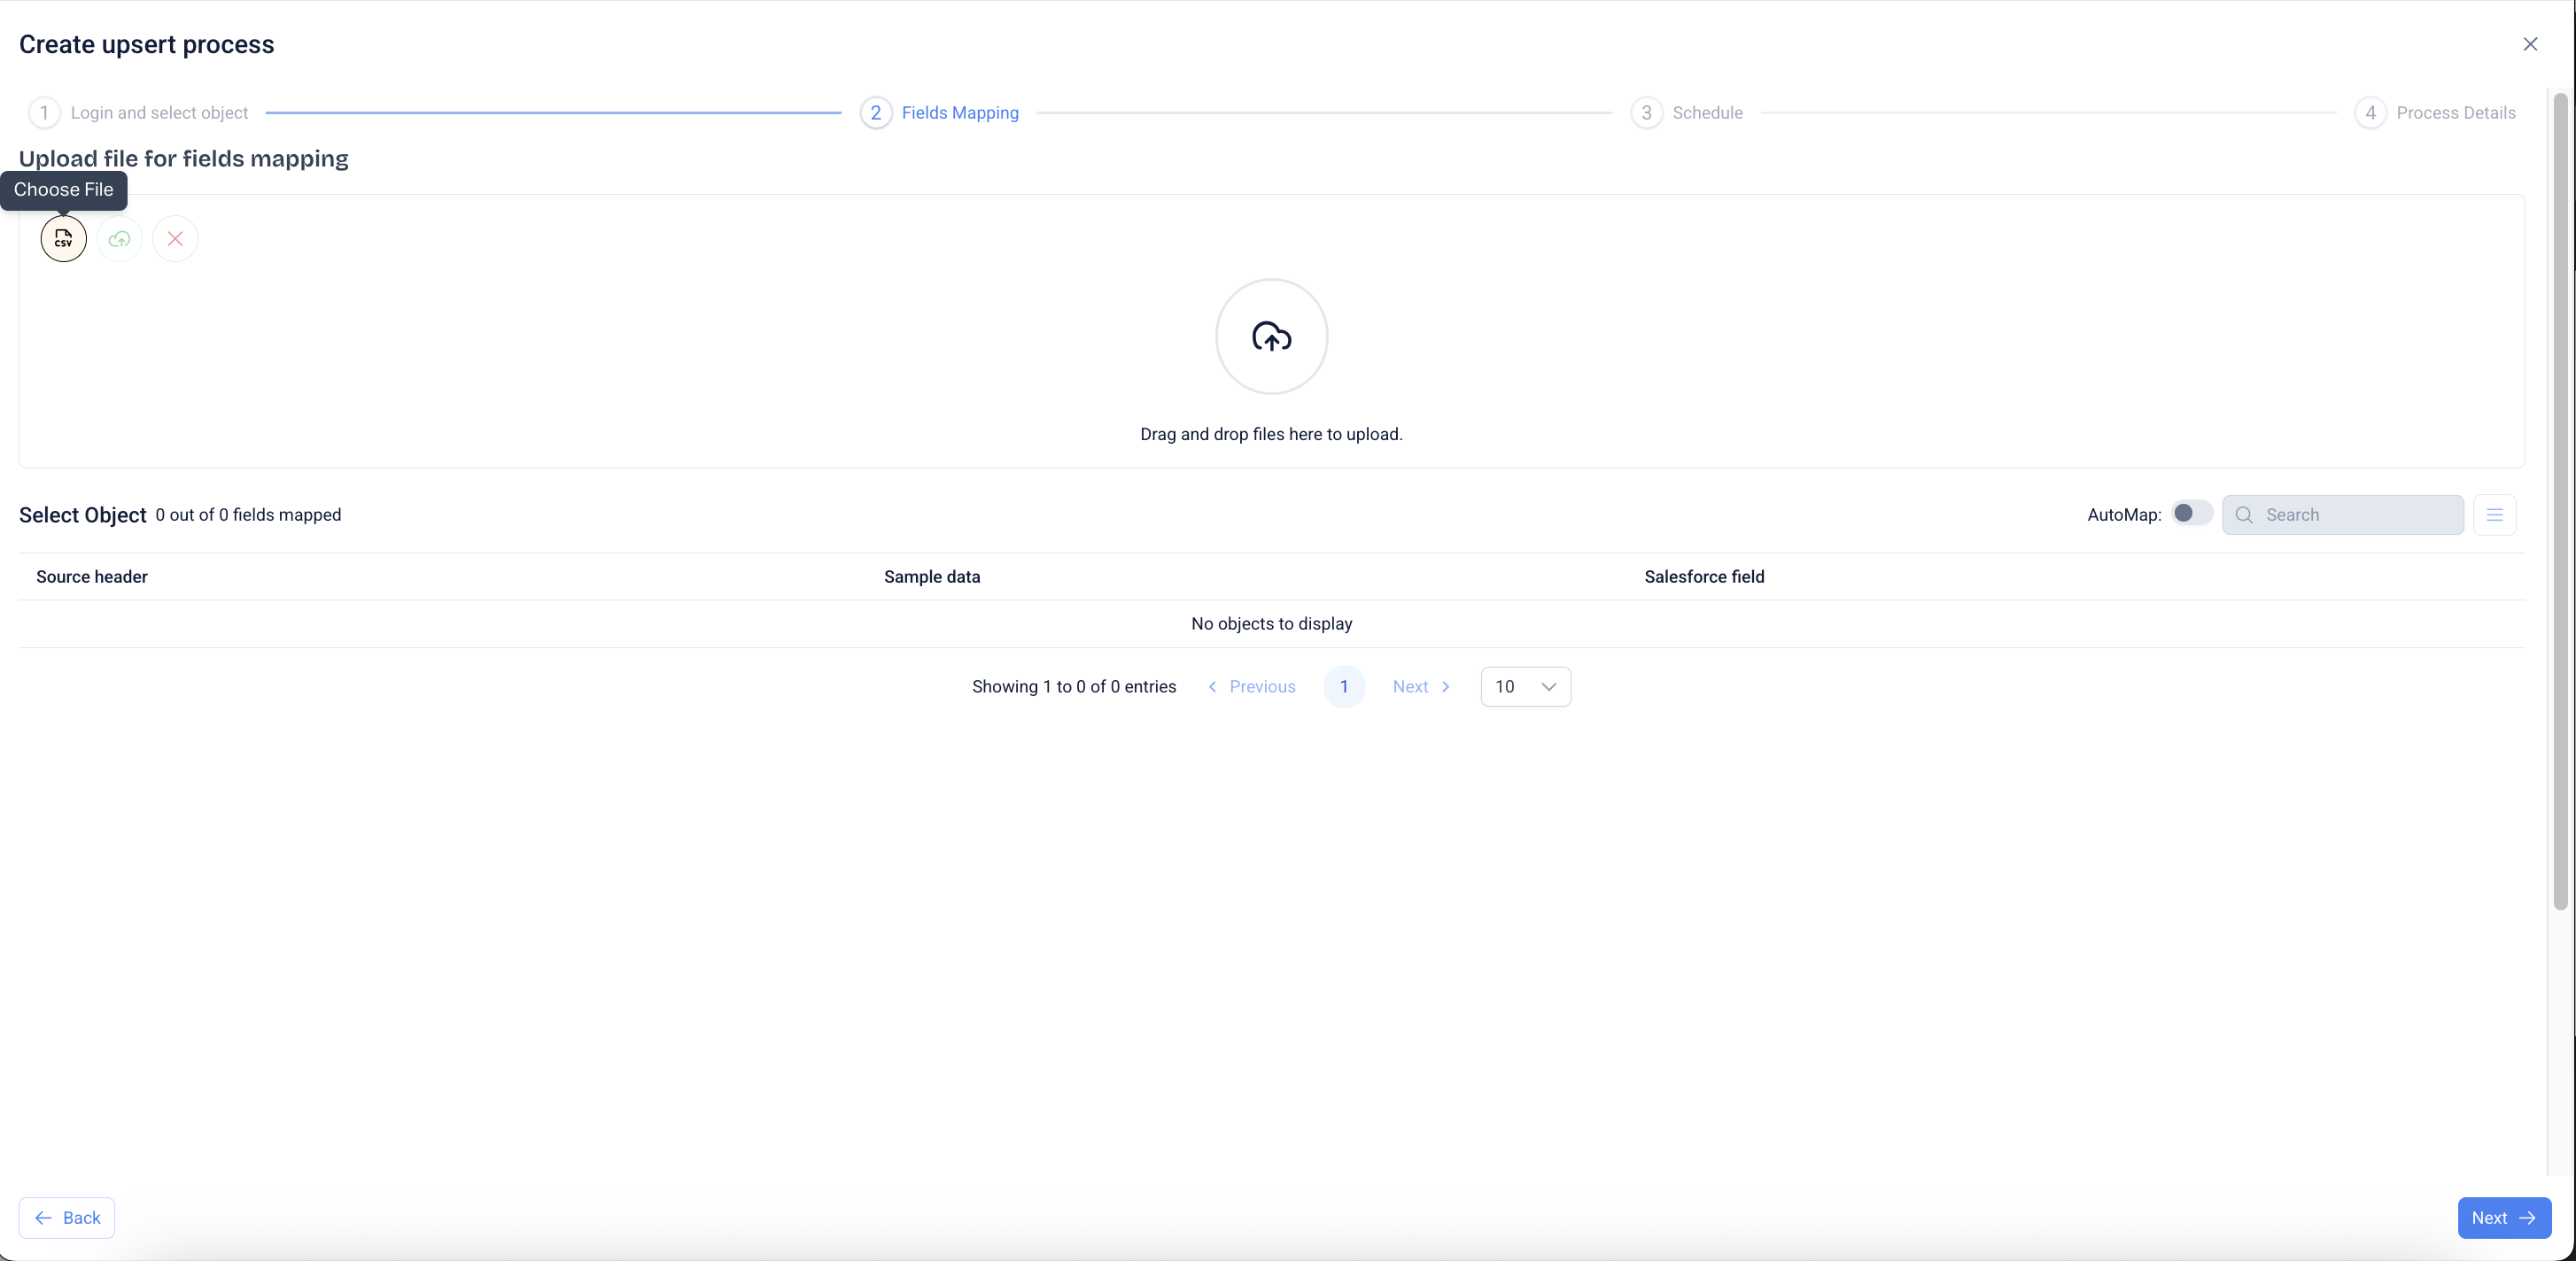 Create upsert process
1 Login and select object 2 Fields Mapping 3 Schedule 4 Process Details
Upload file for fields mapping
Choose File
CSV
Drag and drop files here to upload.
Select Object 0 out of 0 fields mapped AutoMap: Search
Source header Sample data Salesforce field
No objects to display
Showing 1 to 0 of 0 entries Previous 1 Next 10
Back Next